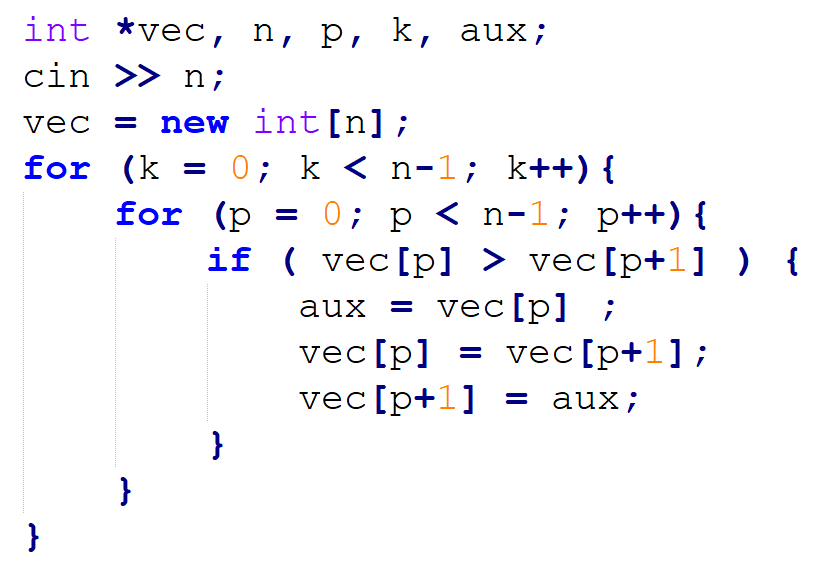 int *vec, n, p, k, aux;
cin >> n;
vec = new int[n];
for (k = 0; k < n-1; k++){
    for (p = 0; p < n-1; p++){
        if ( vec[p] > vec[p+1] ) {
            aux = vec[p] ;
            vec[p] = vec[p+1];
            vec[p+1] = aux;
        }
    }
}